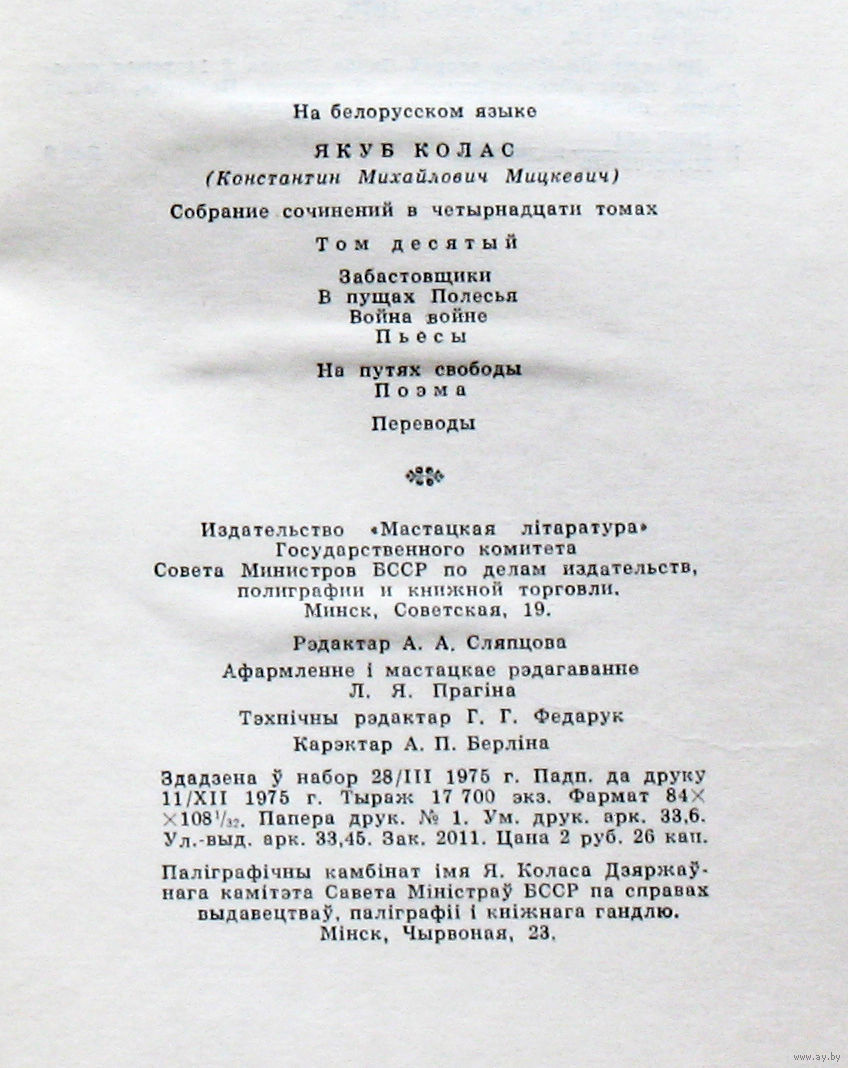 На белорусском языке
ЯКУБ КОЛАС
(Константин Михайлович Мицкевич)
Собрание сочинений в четырнадцати томах
Том десятый
Забастовщики
В пущах Полесья
Война войне
Пьесы
На путях свободы
Поэма
Переводы
Издательство «Мастацкая літаратура»
Государственного комитета
Совета Министров БССР по делам издательств,
полиграфии и книжной торговли.
Минск, Советская, 19.
Рэдактар А. А. Сляпцова
Афармленне і мастацкае рэдагаванне
Л. Я. Прагіна
Тэхнічны рэдактар Г. Г. Федарук
Карэктар А. П. Берліна
Здадзена ў набор 28/III 1975 г. Падп. да друку
11/XII 1975 г. Тыраж 17 700 экз. Фармат 84×
×108¹/₃₂. Папера друк. № 1. Ум. друк. арк. 33,6.
Ул.-выд. арк. 33,45. Зак. 2011. Цана 2 руб. 26 кап.
Паліграфічны камбінат імя Я. Коласа Дзяржаў-
нага камітэта Савета Міністраў БССР па справах
выдавецтваў, паліграфіі і кніжнага гандлю.
Мінск, Чырвоная, 23.
www.ay.by